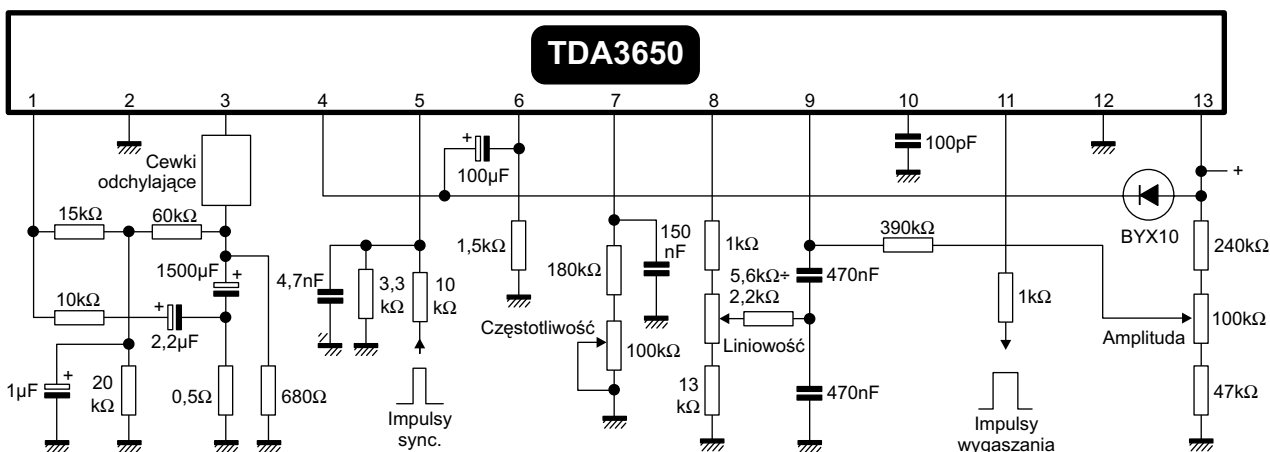 TDA3650
1 2 3 4 5 6 7 8 9 10 11 12 13
Cewki
odchylające
+
100µF
100pF
+
BYX10
15kΩ
60kΩ
1500µF
+
10kΩ
+
2,2µF
1µF
+
20
kΩ
0,5Ω
680Ω
4,7nF
3,3
kΩ
10
kΩ
Impulsy
sync.
1,5kΩ
150
nF
180kΩ
Częstotliwość
100kΩ
1kΩ
5,6kΩ÷
2,2kΩ
Liniowość
13
kΩ
470nF
470nF
390kΩ
1kΩ
Impulsy
wygaszania
240kΩ
Amplituda
100kΩ
47kΩ